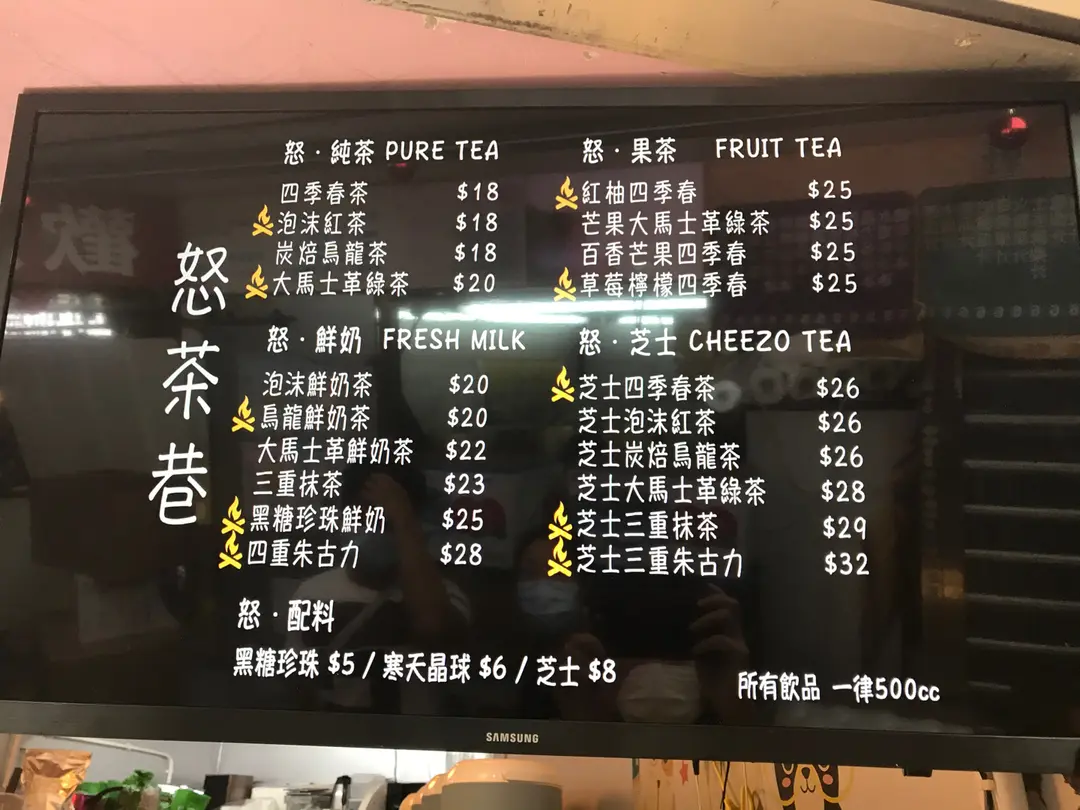 怒茶巷
怒·純茶 PURE TEA
四季春茶 $18
泡沫紅茶 $18
炭焙烏龍茶 $18
大馬士革綠茶 $20
怒·鮮奶 FRESH MILK
泡沫鮮奶茶 $20
烏龍鮮奶茶 $20
大馬士革鮮奶茶 $22
三重抹茶 $23
黑糖珍珠鮮奶 $25
四重朱古力 $28
怒·果茶 FRUIT TEA
紅柚四季春 $25
芒果大馬士革綠茶 $25
百香芒果四季春 $25
草莓檸檬四季春 $25
怒·芝士 CHEEZO TEA
芝士四季春茶 $26
芝士泡沫紅茶 $26
芝士炭焙烏龍茶 $26
芝士大馬士革綠茶 $28
芝士三重抹茶 $29
芝士三重朱古力 $32
怒·配料
黑糖珍珠 $5 / 寒天晶球 $6 / 芝士 $8
所有飲品 一律500cc
SAMSUNG